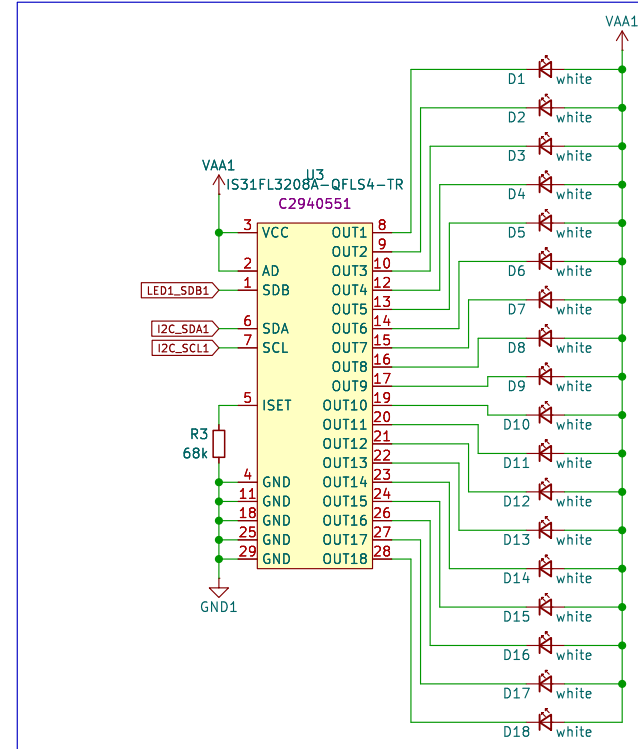 VAA1
D1 white
D2 white
D3 white
D4 white
D5 white
D6 white
D7 white
D8 white
D9 white
D10 white
D11 white
D12 white
D13 white
D14 white
D15 white
D16 white
D17 white
D18 white
VAA1
U3
IS31FL3208A-QFLS4-TR
C2940551
3 VCC OUT1 8
OUT2 9
2 AD OUT3 10
LED1_SDB1 1 SDB OUT4 12
OUT5 13
I2C_SDA1 6 SDA OUT6 14
I2C_SCL1 7 SCL OUT7 15
OUT8 16
OUT9 17
5 ISET OUT10 19
OUT11 20
R3 OUT12 21
68k OUT13 22
4 GND OUT14 23
11 GND OUT15 24
18 GND OUT16 26
25 GND OUT17 27
29 GND OUT18 28
GND1